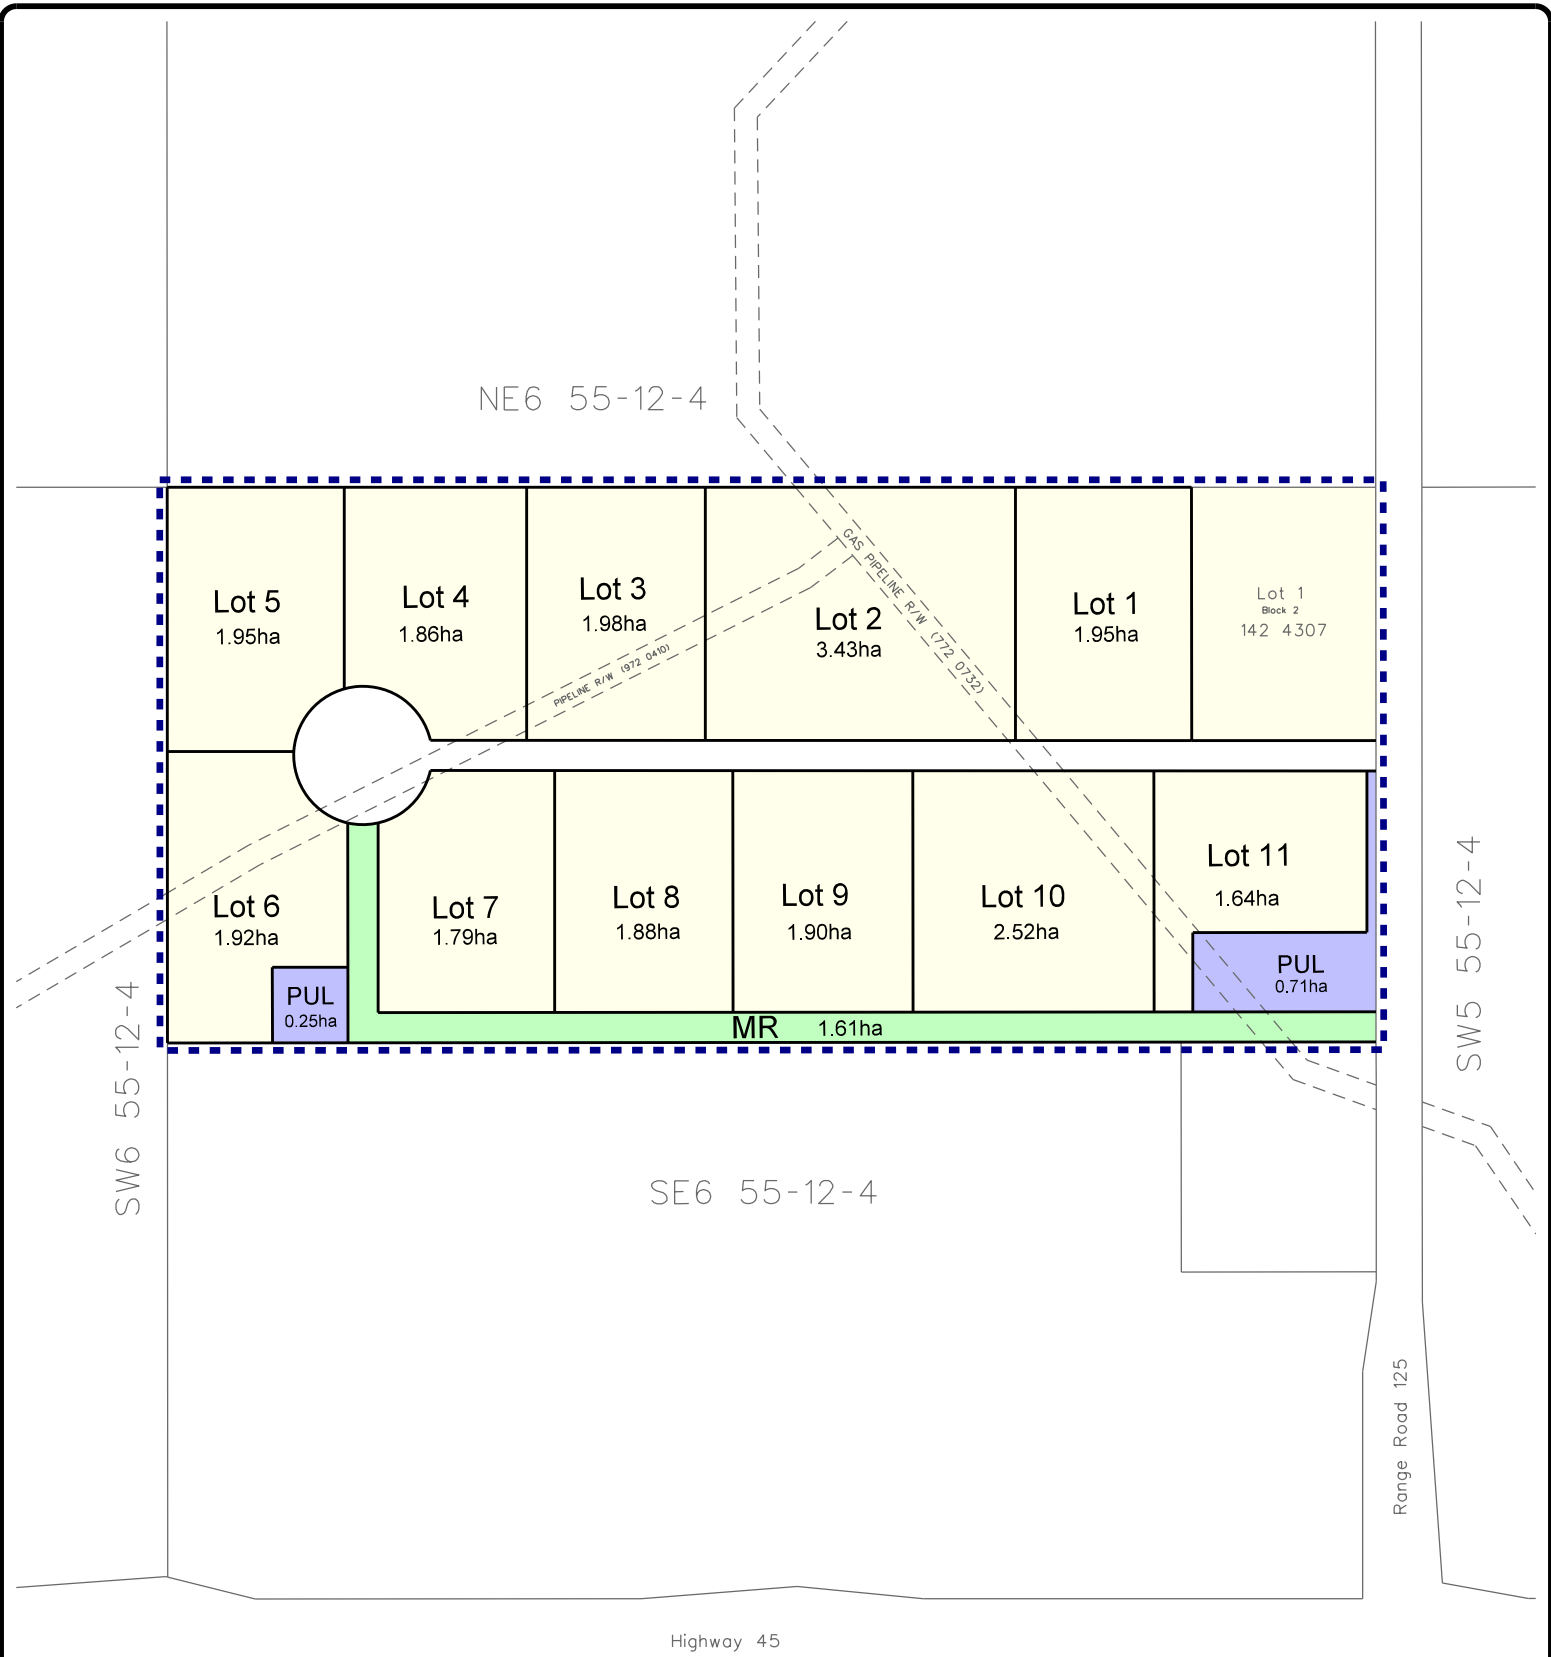 NE6 55-12-4
GAS PIPELINE R/W (772 0732)
Lot 5
1.95ha
Lot 4
1.86ha
Lot 3
1.98ha
PIPELINE R/W (972 0410)
Lot 2
3.43ha
Lot 1
1.95ha
Lot 1
Block 2
142 4307
Lot 6
1.92ha
PUL
0.25ha
Lot 7
1.79ha
Lot 8
1.88ha
Lot 9
1.90ha
Lot 10
2.52ha
Lot 11
1.64ha
PUL
0.71ha
MR 1.61ha
SW6 55-12-4
SW5 55-12-4
SE6 55-12-4
Range Road 125
Highway 45